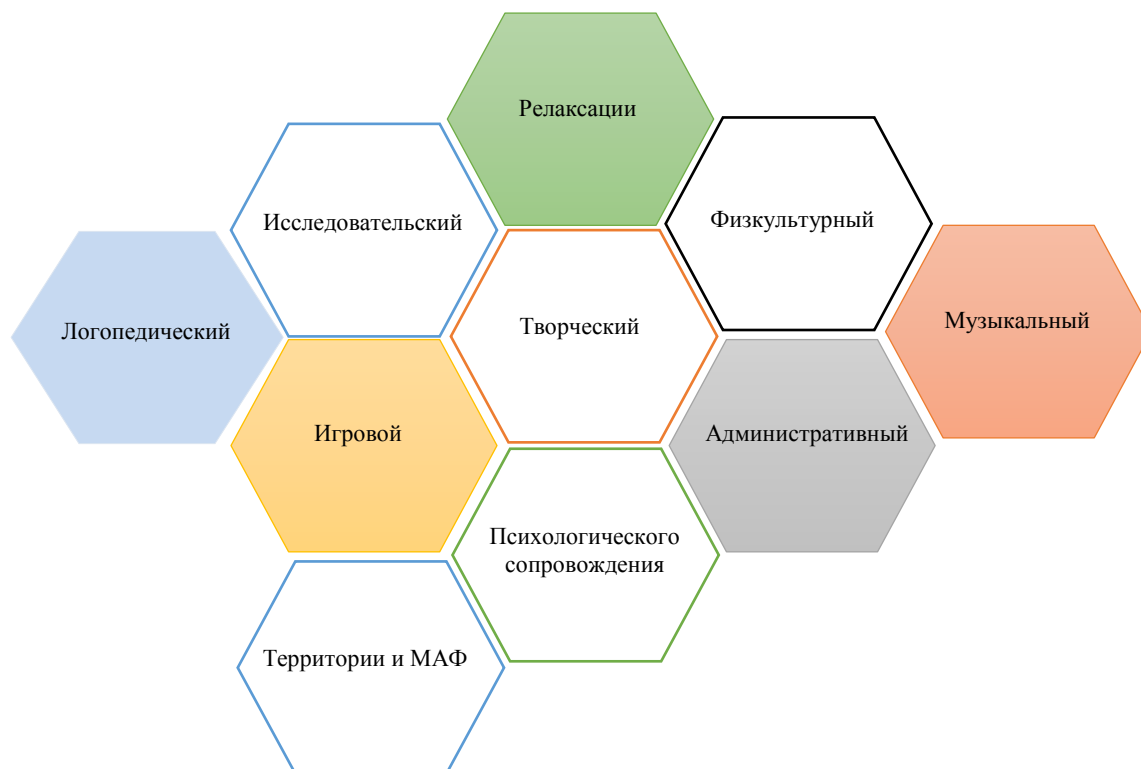 Релаксации
Исследовательский
Физкультурный
Логопедический
Творческий
Музыкальный
Игровой
Административный
Психологического
сопровождения
Территории и МАФ